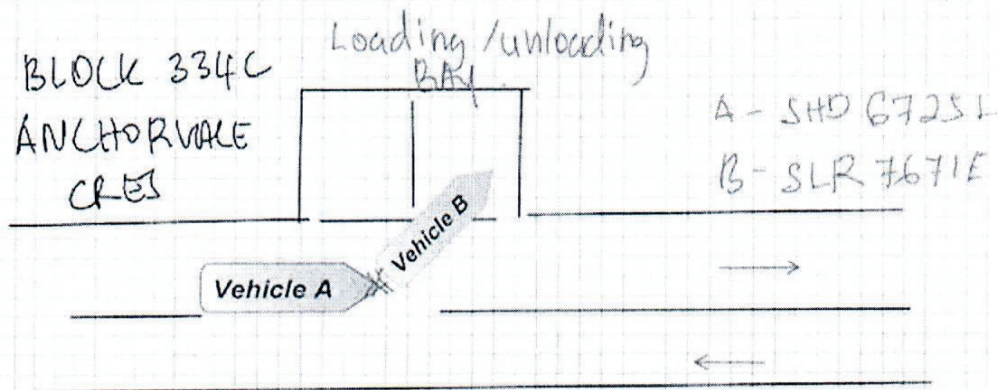 Loading/unloading
BAY
BLOCK 334C
ANCHORVALE
CRES
A - SHD 6725L
B - SLR 7671E
Vehicle B
Vehicle A